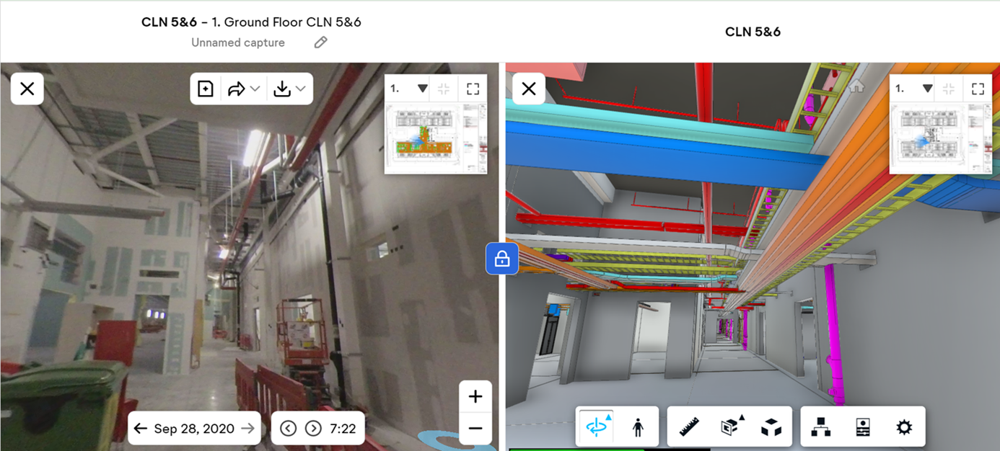 CLN 5&6 – 1. Ground Floor CLN 5&6
Unnamed capture
CLN 5&6
1.
1.
Sep 28, 2020
7:22